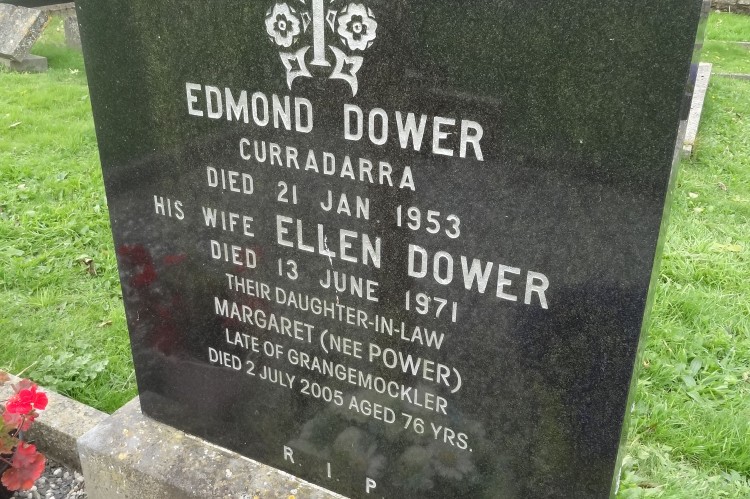 EDMOND DOWER
CURRADARRA
DIED 21 JAN 1953
HIS WIFE ELLEN DOWER
DIED 13 JUNE 1971
THEIR DAUGHTER-IN-LAW
MARGARET (NEE POWER)
LATE OF GRANGEMOCKLER
DIED 2 JULY 2005 AGED 76 YRS.
R. I. P